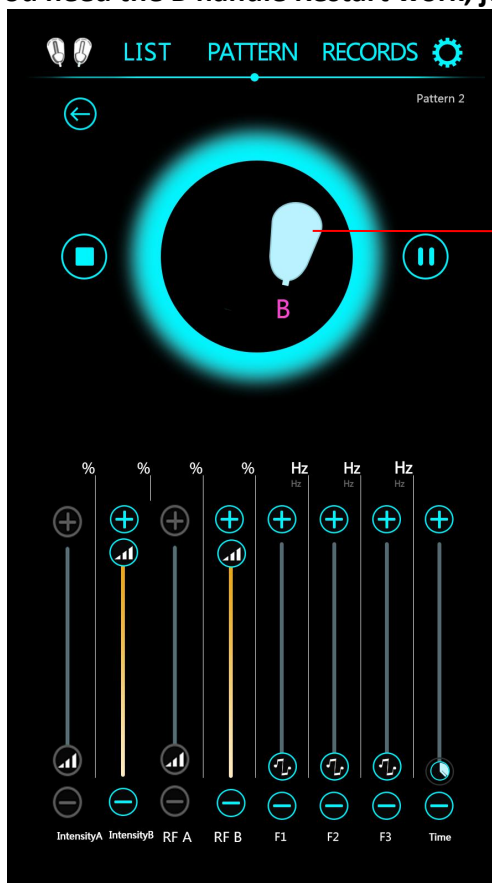 LIST PATTERN RECORDS
Pattern 2
B
% % % % Hz Hz Hz
Hz Hz Hz
IntensityA IntensityB RF A RF B F1 F2 F3 Time